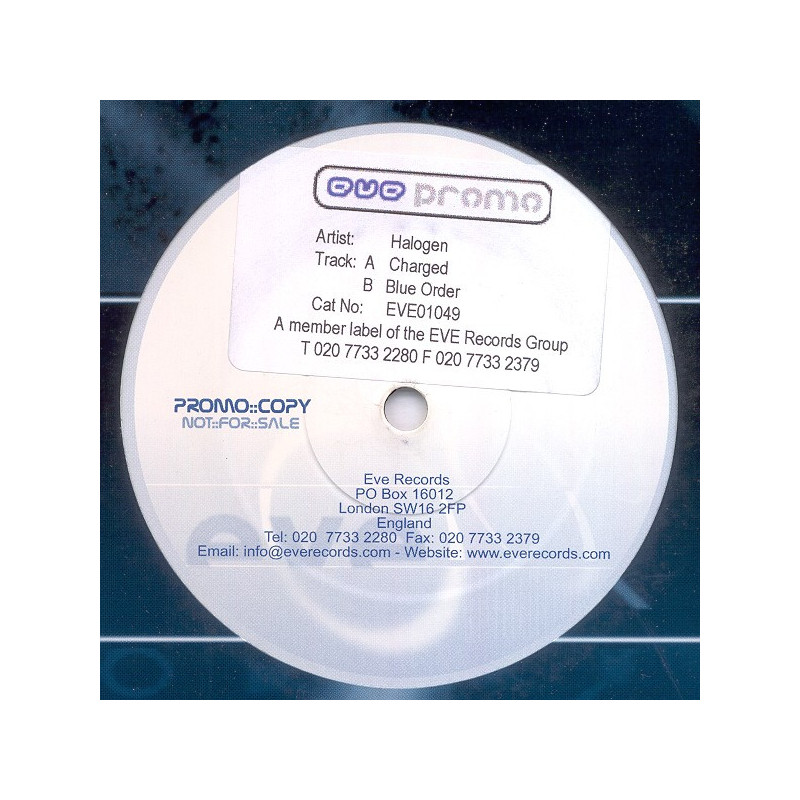 eve promo
Artist: Halogen
Track: A Charged
B Blue Order
Cat No: EVE01049
A member label of the EVE Records Group
T 020 7733 2280 F 020 7733 2379
PROMO::COPY
NOT::FOR::SALE
Eve Records
PO Box 16012
London SW16 2FP
England
Tel: 020 7733 2280 Fax: 020 7733 2379
Email: info@everecords.com - Website: www.everecords.com
eve